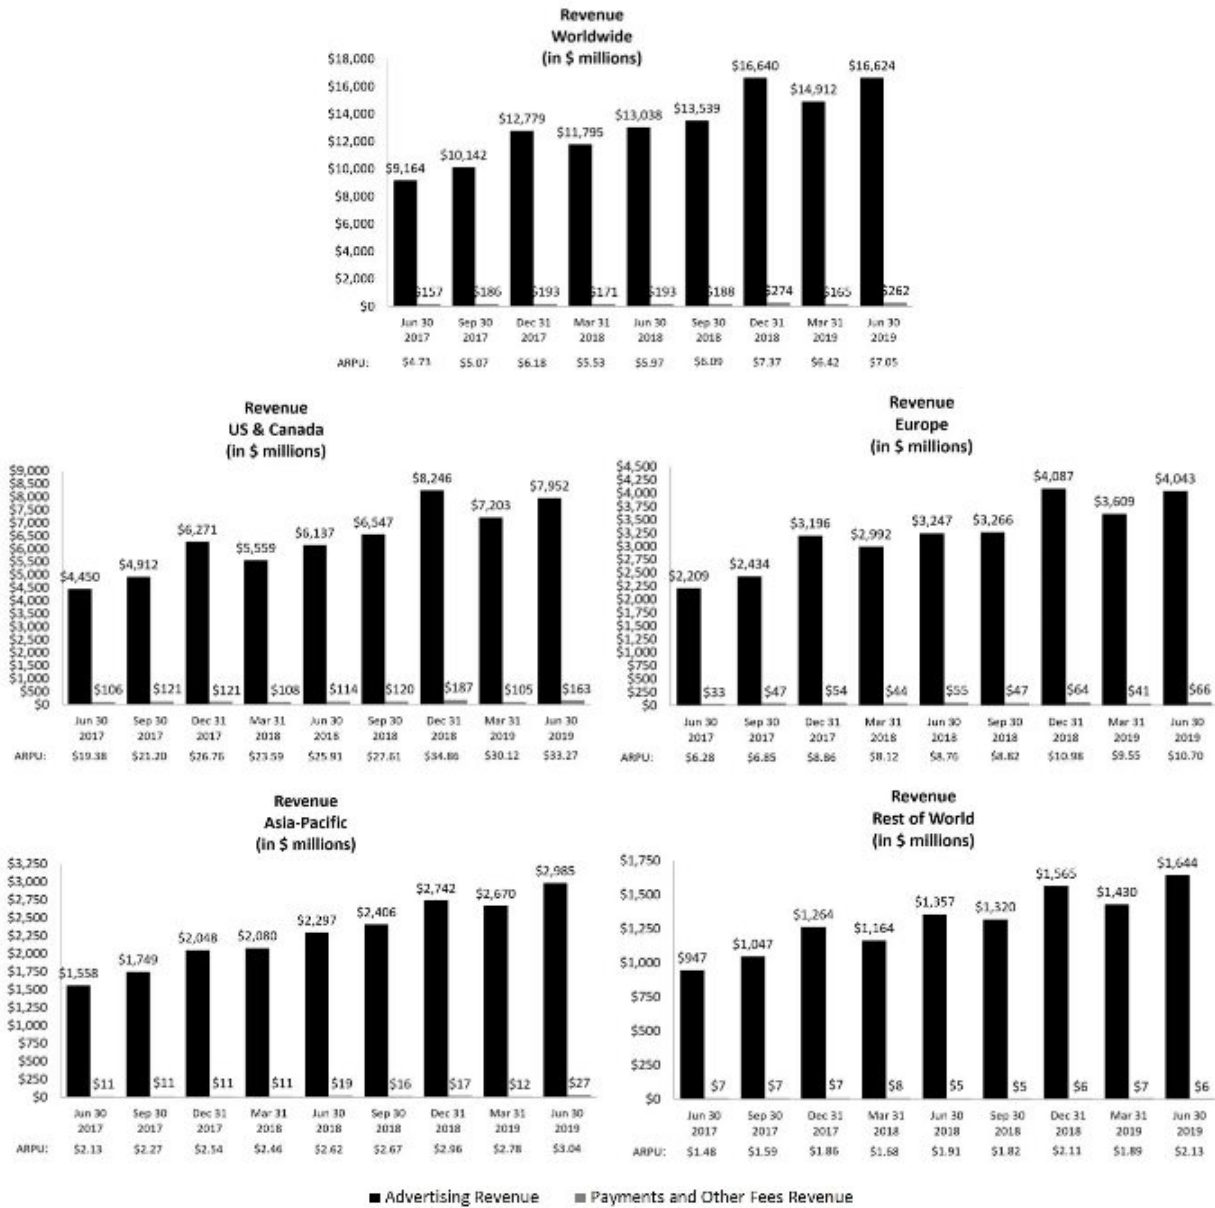 Revenue
Worldwide
(in $ millions)
$18,000
$16,000
$14,000
$12,000
$10,000
$8,000
$6,000
$4,000
$2,000
$0
$9,164 $10,142 $12,779 $11,795 $13,038 $13,539 $16,640 $14,912 $16,624
$157 $186 $193 $171 $193 $188 $274 $165 $262
Jun 30 Sep 30 Dec 31 Mar 31 Jun 30 Sep 30 Dec 31 Mar 31 Jun 30
2017 2017 2017 2018 2018 2018 2018 2019 2019
ARPU: $4.73 $5.07 $6.18 $5.53 $5.97 $6.09 $7.37 $6.42 $7.05
Revenue
US & Canada
(in $ millions)
$9,000
$8,500
$8,000
$7,500
$7,000
$6,500
$6,000
$5,500
$5,000
$4,500
$4,000
$3,500
$3,000
$2,500
$2,000
$1,500
$1,000
$500
$0
$4,450 $4,912 $6,271 $5,559 $6,137 $6,547 $8,246 $7,203 $7,952
$106 $121 $121 $108 $114 $120 $187 $105 $163
Jun 30 Sep 30 Dec 31 Mar 31 Jun 30 Sep 30 Dec 31 Mar 31 Jun 30
2017 2017 2017 2018 2018 2018 2018 2019 2019
ARPU: $19.38 $21.20 $26.76 $23.59 $25.91 $27.61 $34.86 $30.12 $33.27
Revenue
Europe
(in $ millions)
$4,500
$4,250
$4,000
$3,750
$3,500
$3,250
$3,000
$2,750
$2,500
$2,250
$2,000
$1,750
$1,500
$1,250
$1,000
$750
$500
$250
$0
$2,209 $2,434 $3,196 $2,992 $3,247 $3,266 $4,087 $3,609 $4,043
$33 $47 $54 $44 $55 $47 $64 $41 $66
Jun 30 Sep 30 Dec 31 Mar 31 Jun 30 Sep 30 Dec 31 Mar 31 Jun 30
2017 2017 2017 2018 2018 2018 2018 2019 2019
ARPU: $6.28 $6.85 $8.86 $8.12 $8.76 $8.82 $10.98 $9.55 $10.70
Revenue
Asia-Pacific
(in $ millions)
$3,250
$3,000
$2,750
$2,500
$2,250
$2,000
$1,750
$1,500
$1,250
$1,000
$750
$500
$250
$0
$1,558 $1,749 $2,048 $2,080 $2,297 $2,406 $2,742 $2,670 $2,985
$11 $11 $11 $11 $19 $16 $17 $12 $27
Jun 30 Sep 30 Dec 31 Mar 31 Jun 30 Sep 30 Dec 31 Mar 31 Jun 30
2017 2017 2017 2018 2018 2018 2018 2019 2019
ARPU: $2.13 $2.27 $2.54 $2.46 $2.62 $2.67 $2.96 $2.78 $3.04
Revenue
Rest of World
(in $ millions)
$1,750
$1,500
$1,250
$1,000
$750
$500
$250
$0
$947 $1,047 $1,264 $1,164 $1,357 $1,320 $1,565 $1,430 $1,644
$7 $7 $7 $8 $5 $5 $6 $7 $6
Jun 30 Sep 30 Dec 31 Mar 31 Jun 30 Sep 30 Dec 31 Mar 31 Jun 30
2017 2017 2017 2018 2018 2018 2018 2019 2019
ARPU: $1.48 $1.59 $1.86 $1.68 $1.91 $1.82 $2.11 $1.89 $2.13
Advertising Revenue Payments and Other Fees Revenue